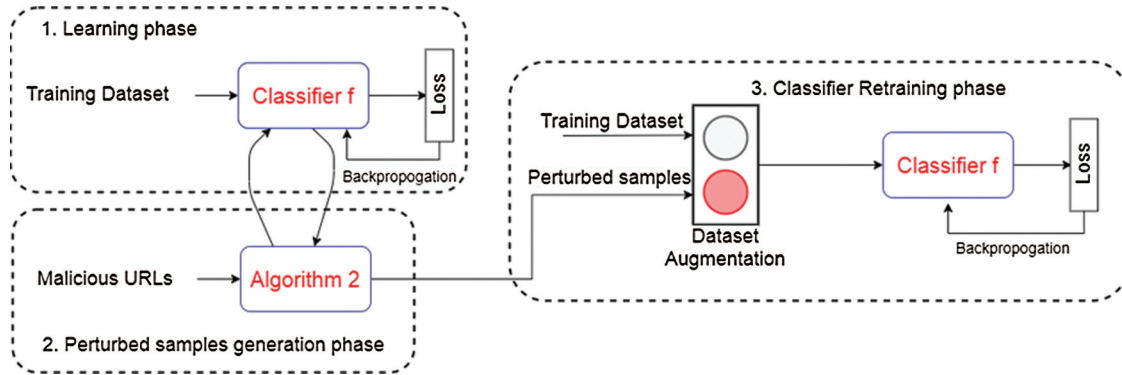 1. Learning phase
Training Dataset
Classifier f
Loss
Backpropogation
Malicious URLs
Algorithm 2
2. Perturbed samples generation phase
3. Classifier Retraining phase
Training Dataset
Perturbed samples
Dataset
Augmentation
Classifier f
Loss
Backpropogation